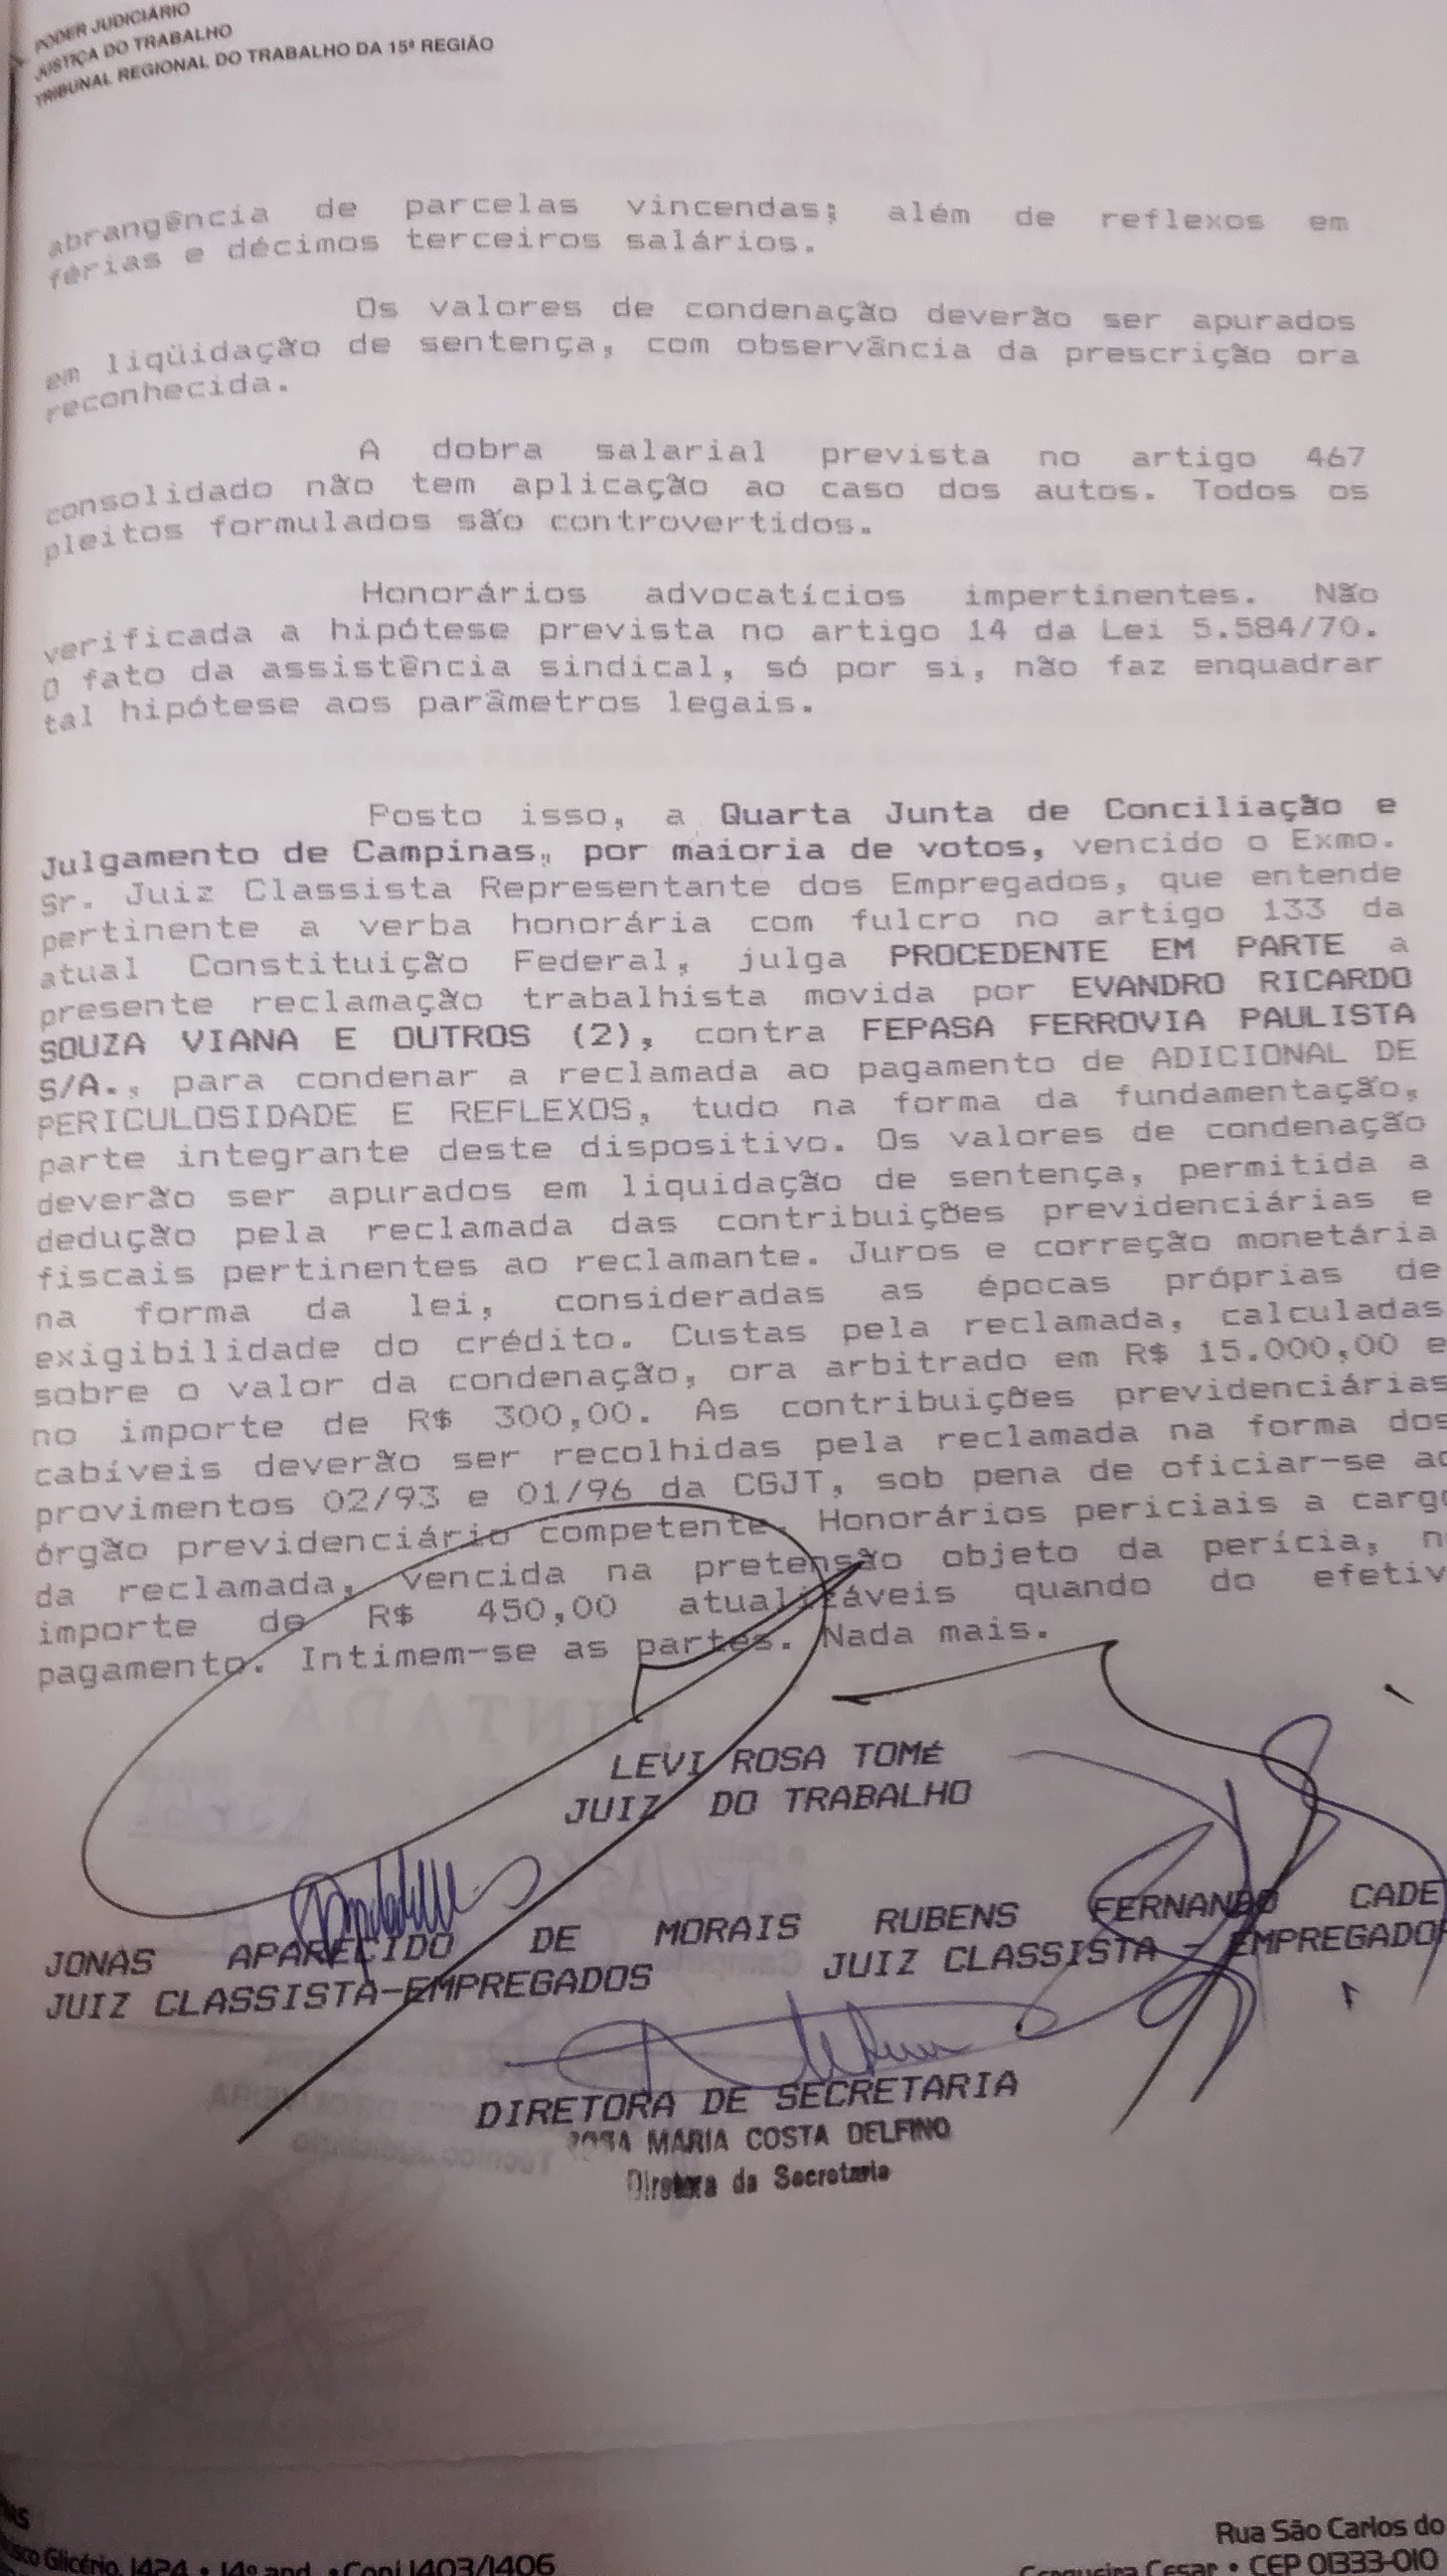 PODER JUDICIÁRIO
JUSTIÇA DO TRABALHO
TRIBUNAL REGIONAL DO TRABALHO DA 15ª REGIÃO
abrangência de parcelas vincendas; além de reflexos em
férias e décimos terceiros salários.
Os valores de condenação deverão ser apurados
em liqüidação de sentença, com observância da prescrição ora
reconhecida.
A dobra salarial prevista no artigo 467
consolidado não tem aplicação ao caso dos autos. Todos os
pleitos formulados são controvertidos.
Honorários advocatícios impertinentes. Não
verificada a hipótese prevista no artigo 14 da Lei 5.584/70.
O fato da assistência sindical, só por si, não faz enquadrar
tal hipótese aos parâmetros legais.
Posto isso, a Quarta Junta de Conciliação e
Julgamento de Campinas, por maioria de votos, vencido o Exmo.
Sr. Juiz Classista Representante dos Empregados, que entende
pertinente a verba honorária com fulcro no artigo 133 da
atual Constituição Federal, julga PROCEDENTE EM PARTE a
presente reclamação trabalhista movida por EVANDRO RICARDO
SOUZA VIANA E OUTROS (2), contra FEPASA FERROVIA PAULISTA
S/A., para condenar a reclamada ao pagamento de ADICIONAL DE
PERICULOSIDADE E REFLEXOS, tudo na forma da fundamentação,
parte integrante deste dispositivo. Os valores de condenação
deverão ser apurados em liquidação de sentença, permitida a
dedução pela reclamada das contribuições previdenciárias e
fiscais pertinentes ao reclamante. Juros e correção monetária
na forma da lei, consideradas as épocas próprias de
exigibilidade do crédito. Custas pela reclamada, calculadas
sobre o valor da condenação, ora arbitrado em R$ 15.000,00 e
no importe de R$ 300,00. As contribuições previdenciárias
cabíveis deverão ser recolhidas pela reclamada na forma dos
provimentos 02/93 e 01/96 da CGJT, sob pena de oficiar-se ao
órgão previdenciário competente. Honorários periciais a cargo
da reclamada, vencida na pretensão objeto da perícia, n
importe de R$ 450,00 atualizáveis quando do efetiv
pagamento. Intimem-se as partes. Nada mais.
LEVI ROSA TOMÉ
JUIZ DO TRABALHO
JONAS APARECIDO DE MORAIS RUBENS FERNANDO CADE
JUIZ CLASSISTA-EMPREGADOS JUIZ CLASSISTA - EMPREGADOR
DIRETORA DE SECRETARIA
ROSA MARIA COSTA DELFINO
Diretora da Secretaria
Rua São Carlos do
Glicério, 1424 • 14º and. • Conj 1403/1406
Cerqueira Cesar • CEP 01333-010